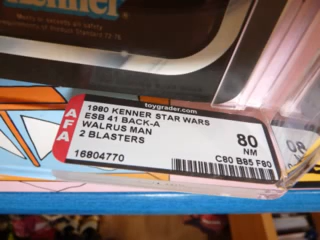 Kenner
toygrader.com
AFA
1980 KENNER STAR WARS
ESB 41 BACK-A
WALRUS MAN
2 BLASTERS
16804770
80
NM
C80 B85 F80